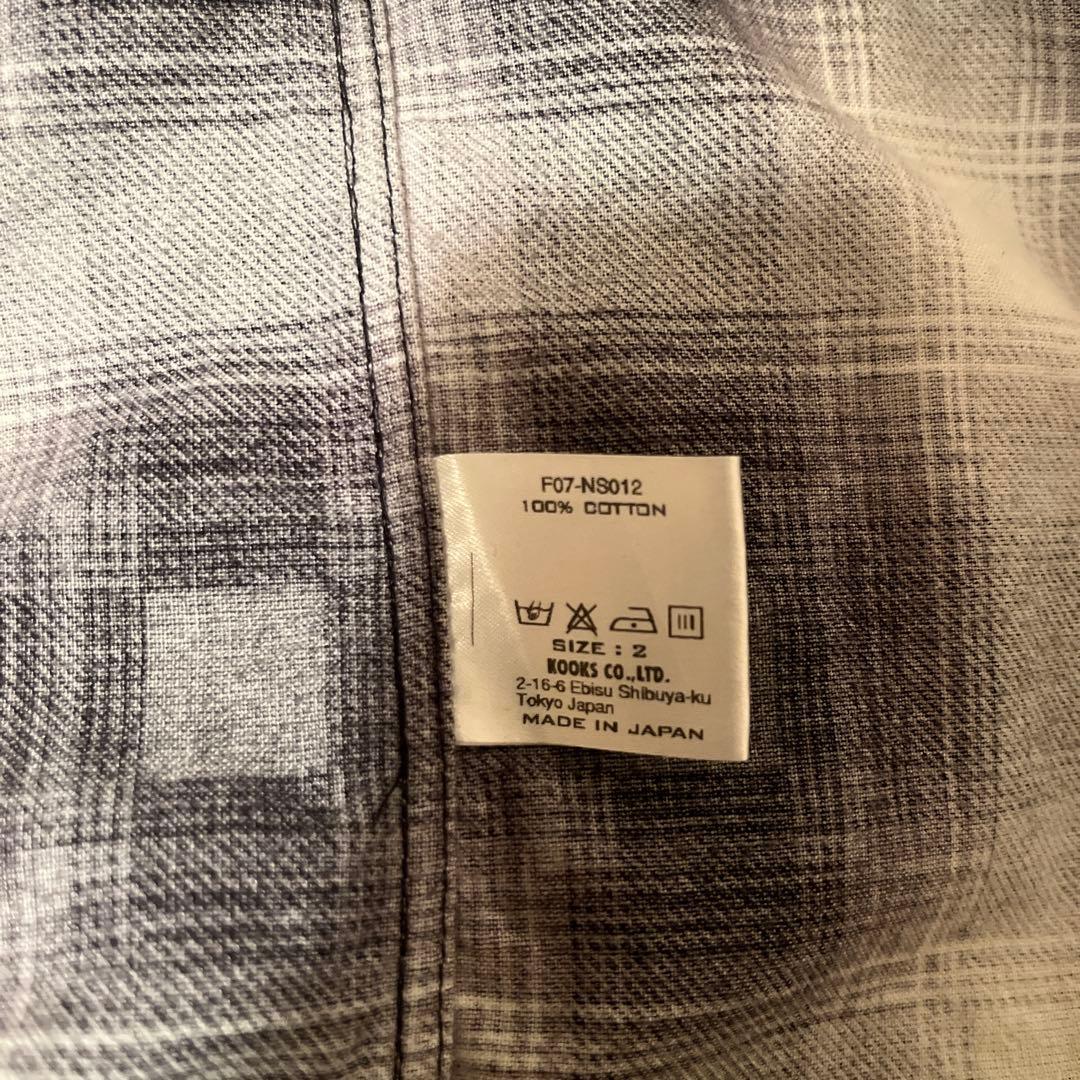 F07-NS012
100% COTTON
SIZE : 2
KOOKS CO.,LTD.
2-16-6 Ebisu Shibuya-ku
Tokyo Japan
MADE IN JAPAN